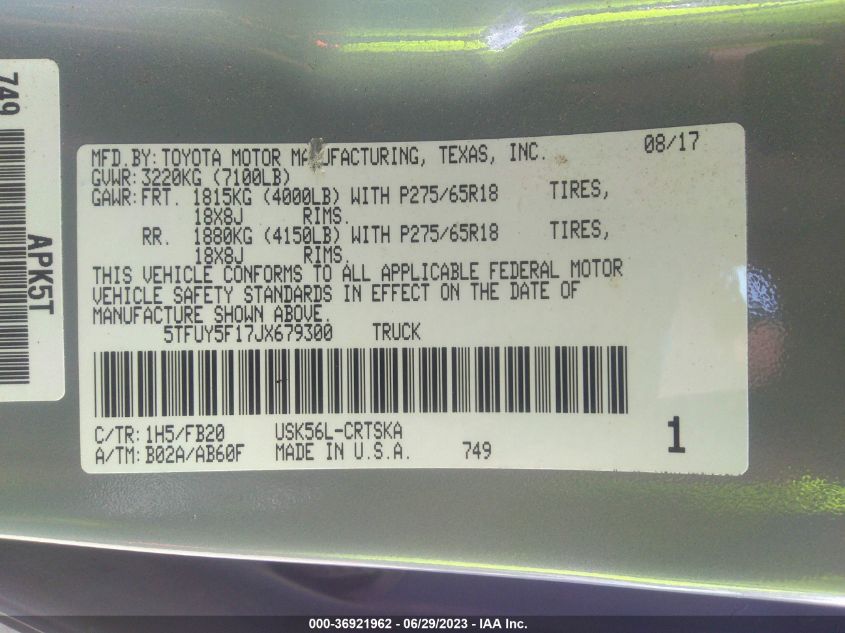 749
APK5T
MFD.BY: TOYOTA MOTOR MANUFACTURING, TEXAS, INC. 08/17
GVWR: 3220KG (7100LB)
GAWR: FRT. 1815KG (4000LB) WITH P275/65R18 TIRES,
18X8J RIMS.
RR. 1880KG (4150LB) WITH P275/65R18 TIRES,
18X8J RIMS.
THIS VEHICLE CONFORMS TO ALL APPLICABLE FEDERAL MOTOR
VEHICLE SAFETY STANDARDS IN EFFECT ON THE DATE OF
MANUFACTURE SHOWN ABOVE.
5TFUY5F17JX679300 TRUCK
C/TR: 1H5/FB20 USK56L-CRTSKA
A/TM: B02A/AB60F MADE IN U.S.A. 749
1
000-36921962 - 06/29/2023 - IAA Inc.